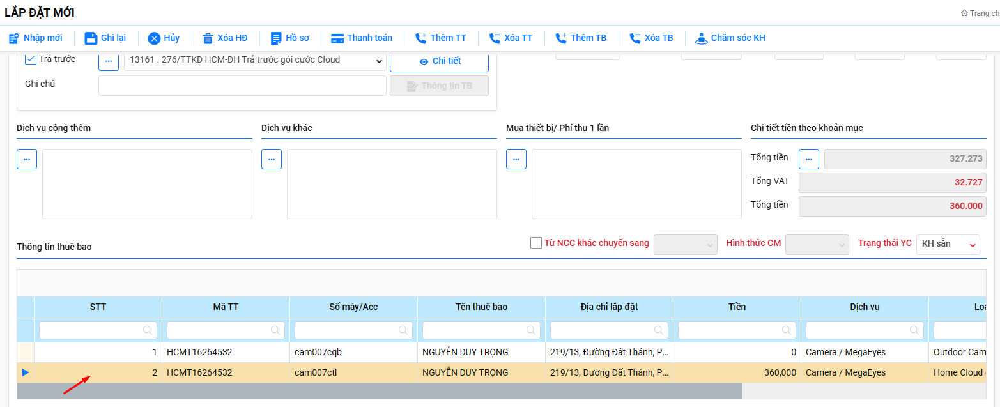 LẮP ĐẶT MỚI
Trang ch
Nhập mới Ghi lại Hủy Xóa HĐ Hồ sơ Thanh toán Thêm TT Xóa TT Thêm TB Xóa TB Chăm sóc KH
Trả trước ... 13161 . 276/TTKD HCM-ĐH Trả trước gói cước Cloud Chi tiết
Ghi chú Thông tin TB
Dịch vụ cộng thêm Dịch vụ khác Mua thiết bị/ Phí thu 1 lần Chi tiết tiền theo khoản mục
... ... ... Tổng tiền ... 327.273
Tổng VAT 32.727
Tổng tiền 360.000
Thông tin thuê bao Từ NCC khác chuyển sang Hình thức CM Trạng thái YC KH sẵn
STT Mã TT Số máy/Acc Tên thuê bao Địa chỉ lắp đặt Tiền Dịch vụ Loạ
1 HCMT16264532 cam007cqb NGUYỄN DUY TRỌNG 219/13, Đường Đất Thánh, P... 0 Camera / MegaEyes Outdoor Cam
2 HCMT16264532 cam007ctl NGUYỄN DUY TRỌNG 219/13, Đường Đất Thánh, P... 360,000 Camera / MegaEyes Home Cloud